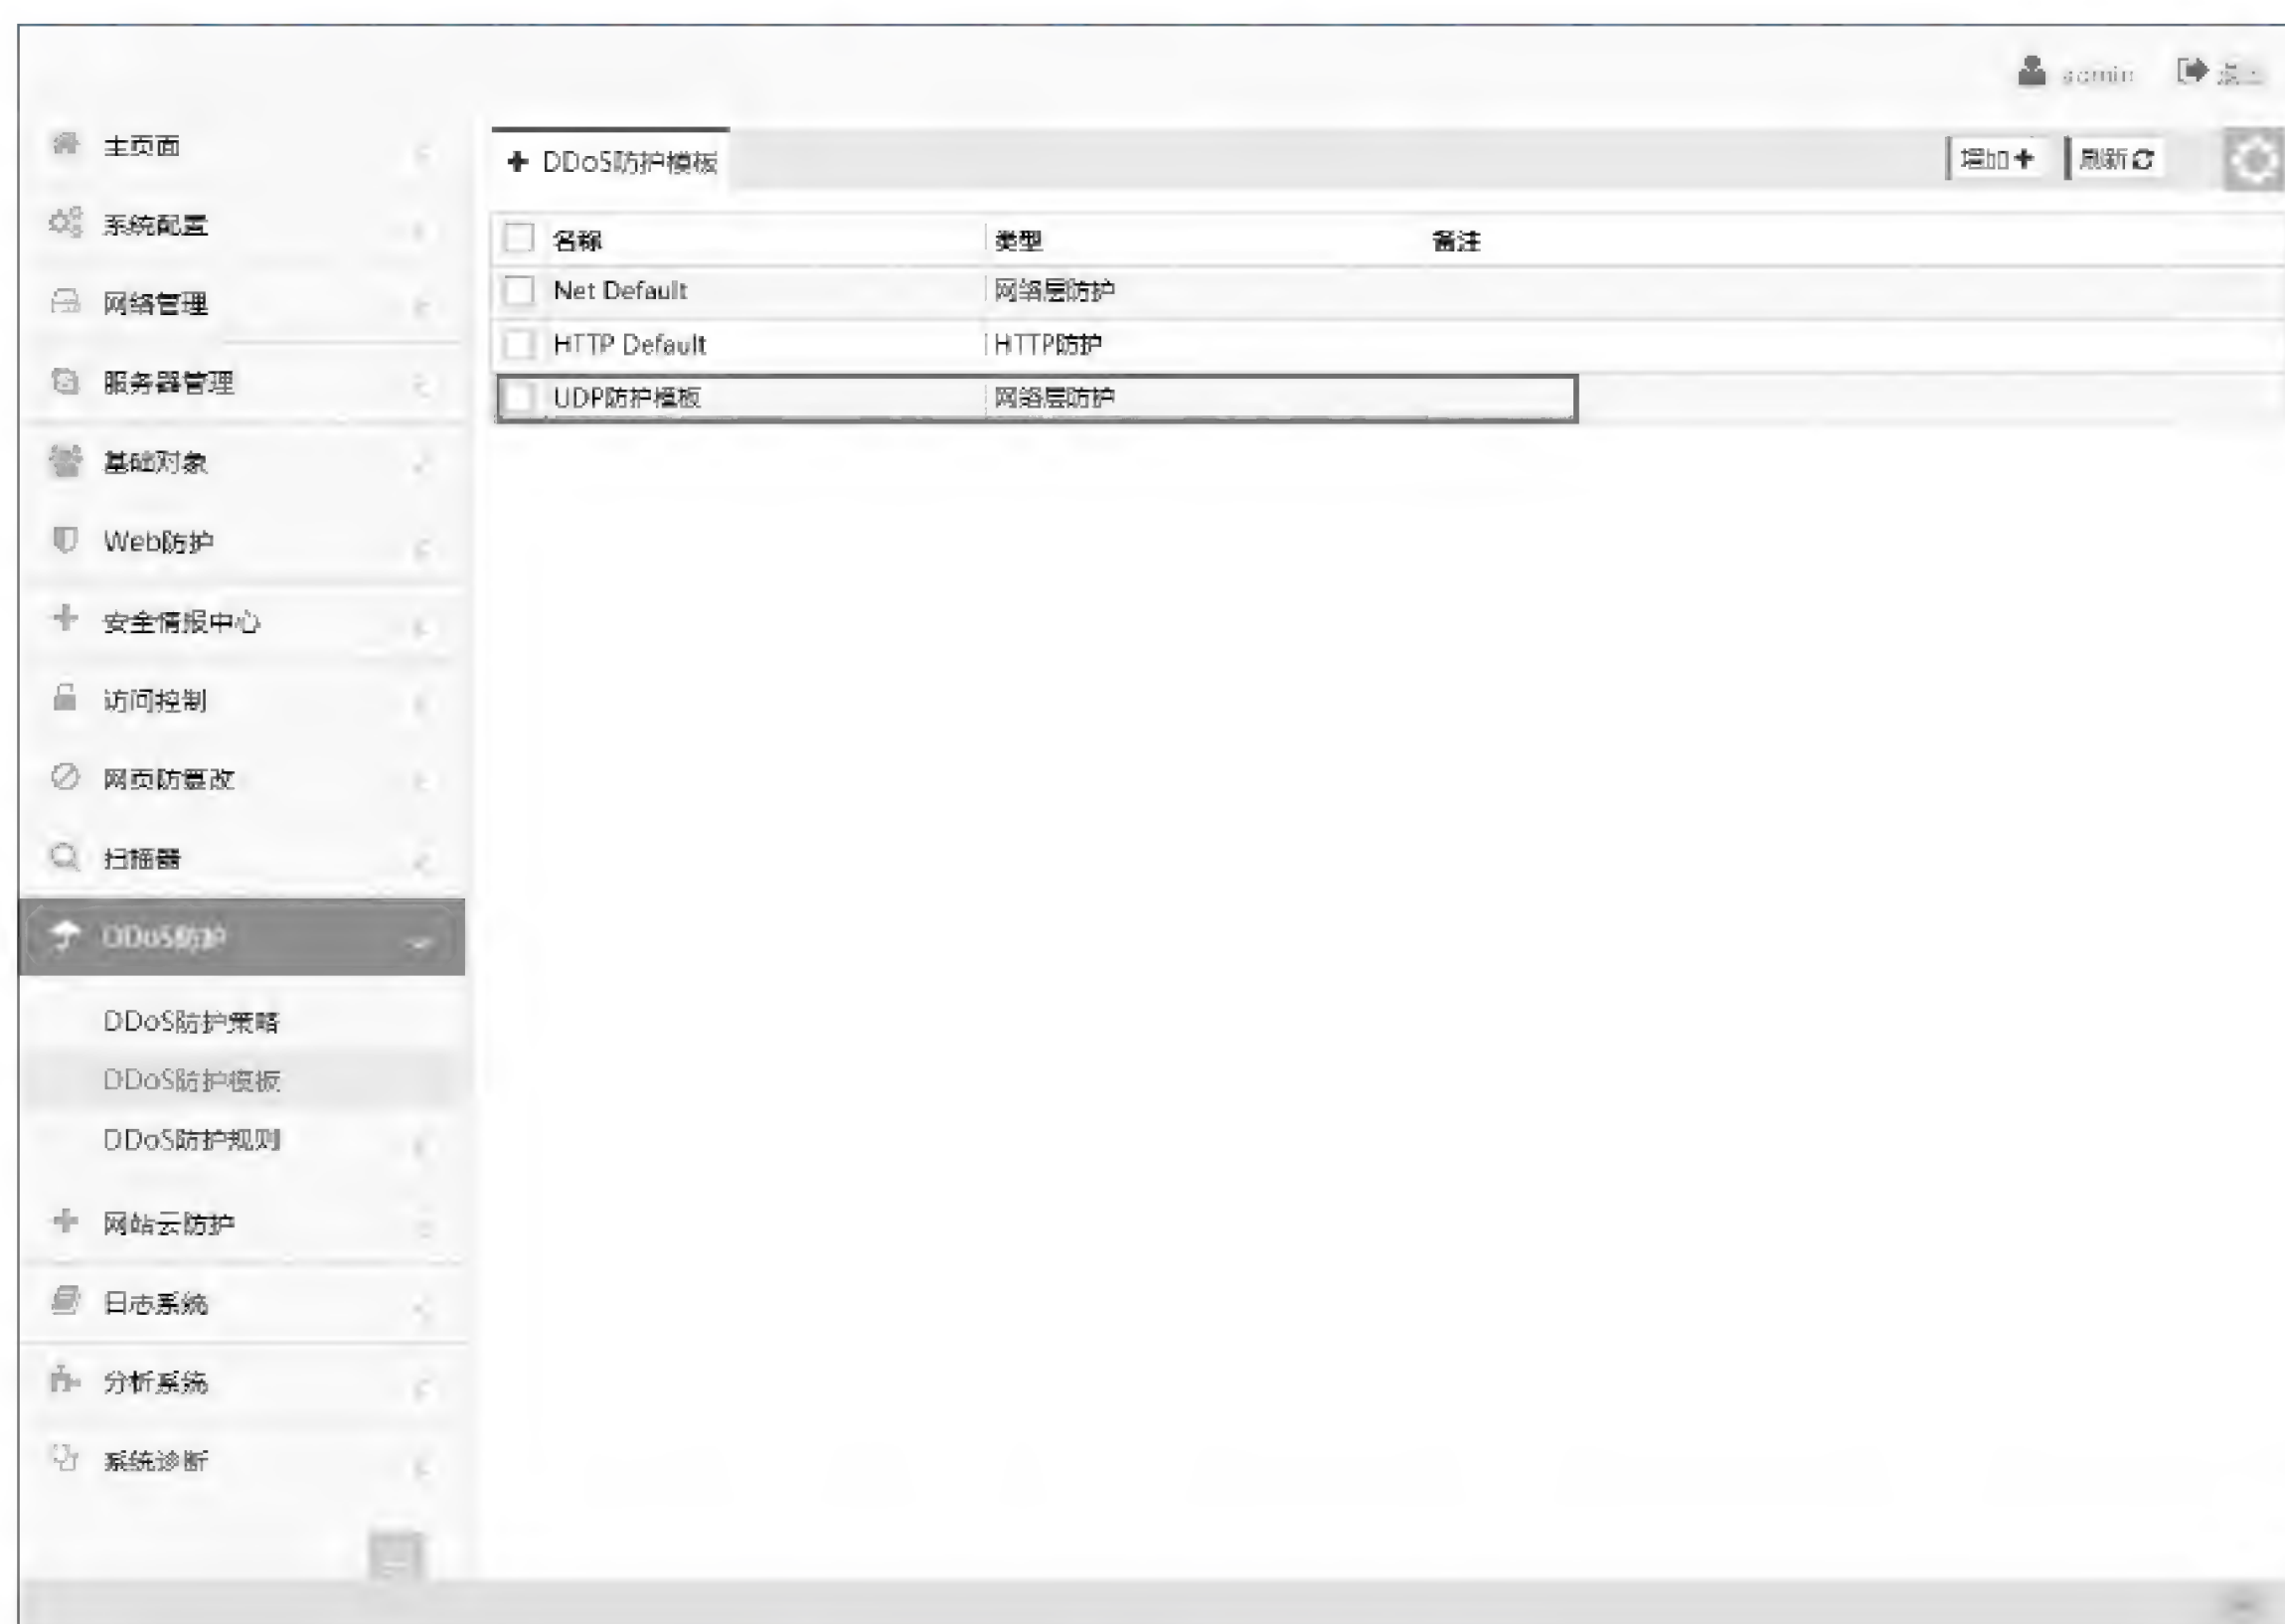 admin
主页面
系统配置
网络管理
服务器管理
基础对象
Web防护
安全情报中心
访问控制
网页防篡改
扫描器
DDoS防护
DDoS防护策略
DDoS防护模板
DDoS防护规则
网站云防护
日志系统
分析系统
系统诊断
DDoS防护模板 增加 刷新
名称 类型 备注
Net Default 网络层防护
HTTP Default HTTP防护
UDP防护模板 网络层防护